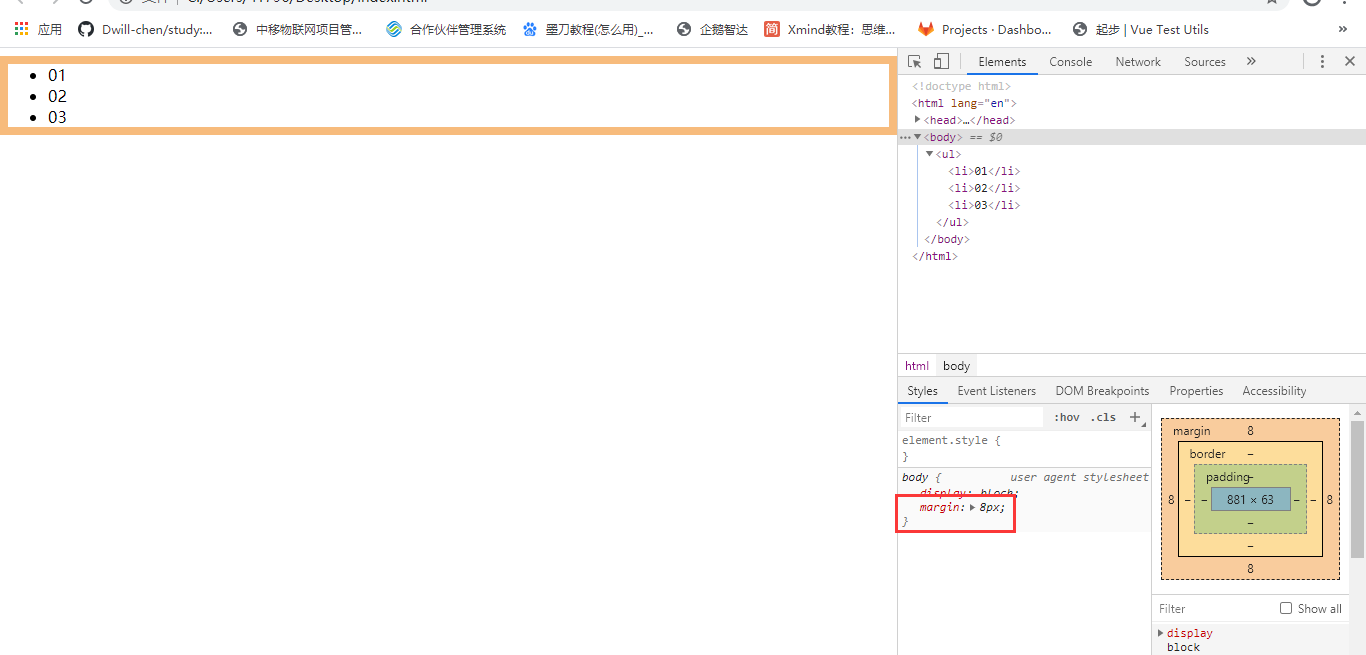 应用 Dwill-chen/study:... 中移物联网项目管... 合作伙伴管理系统 墨刀教程(怎么用)_... 企鹅智达 简 Xmind教程：思维... Projects · Dashbo... 起步 | Vue Test Utils »
Elements Console Network Sources »
01
02
03
<!doctype html>
<html lang="en">
<head>…</head>
<body> == $0
<ul>
<li>01</li>
<li>02</li>
<li>03</li>
</ul>
</body>
</html>
html body
Styles Event Listeners DOM Breakpoints Properties Accessibility
Filter :hov .cls +
element.style {
}
body { user agent stylesheet
display: block;
margin: 8px;
}
margin 8
border –
padding-
8 – – 881 × 63 – – 8
–
–
8
Filter Show all
display
block